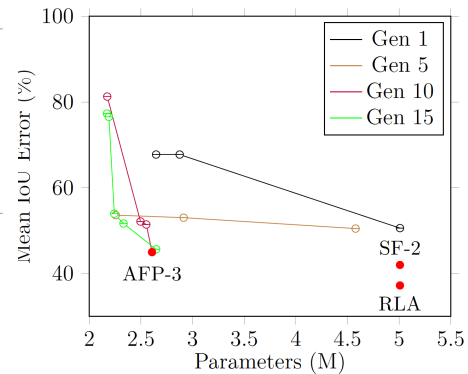 100
80
60
40
2
2.5
3
3.5
4
4.5
5
5.5
Parameters (M)
Mean IoU Error (%)
Gen 1
Gen 5
Gen 10
Gen 15
AFP-3
SF-2
RLA